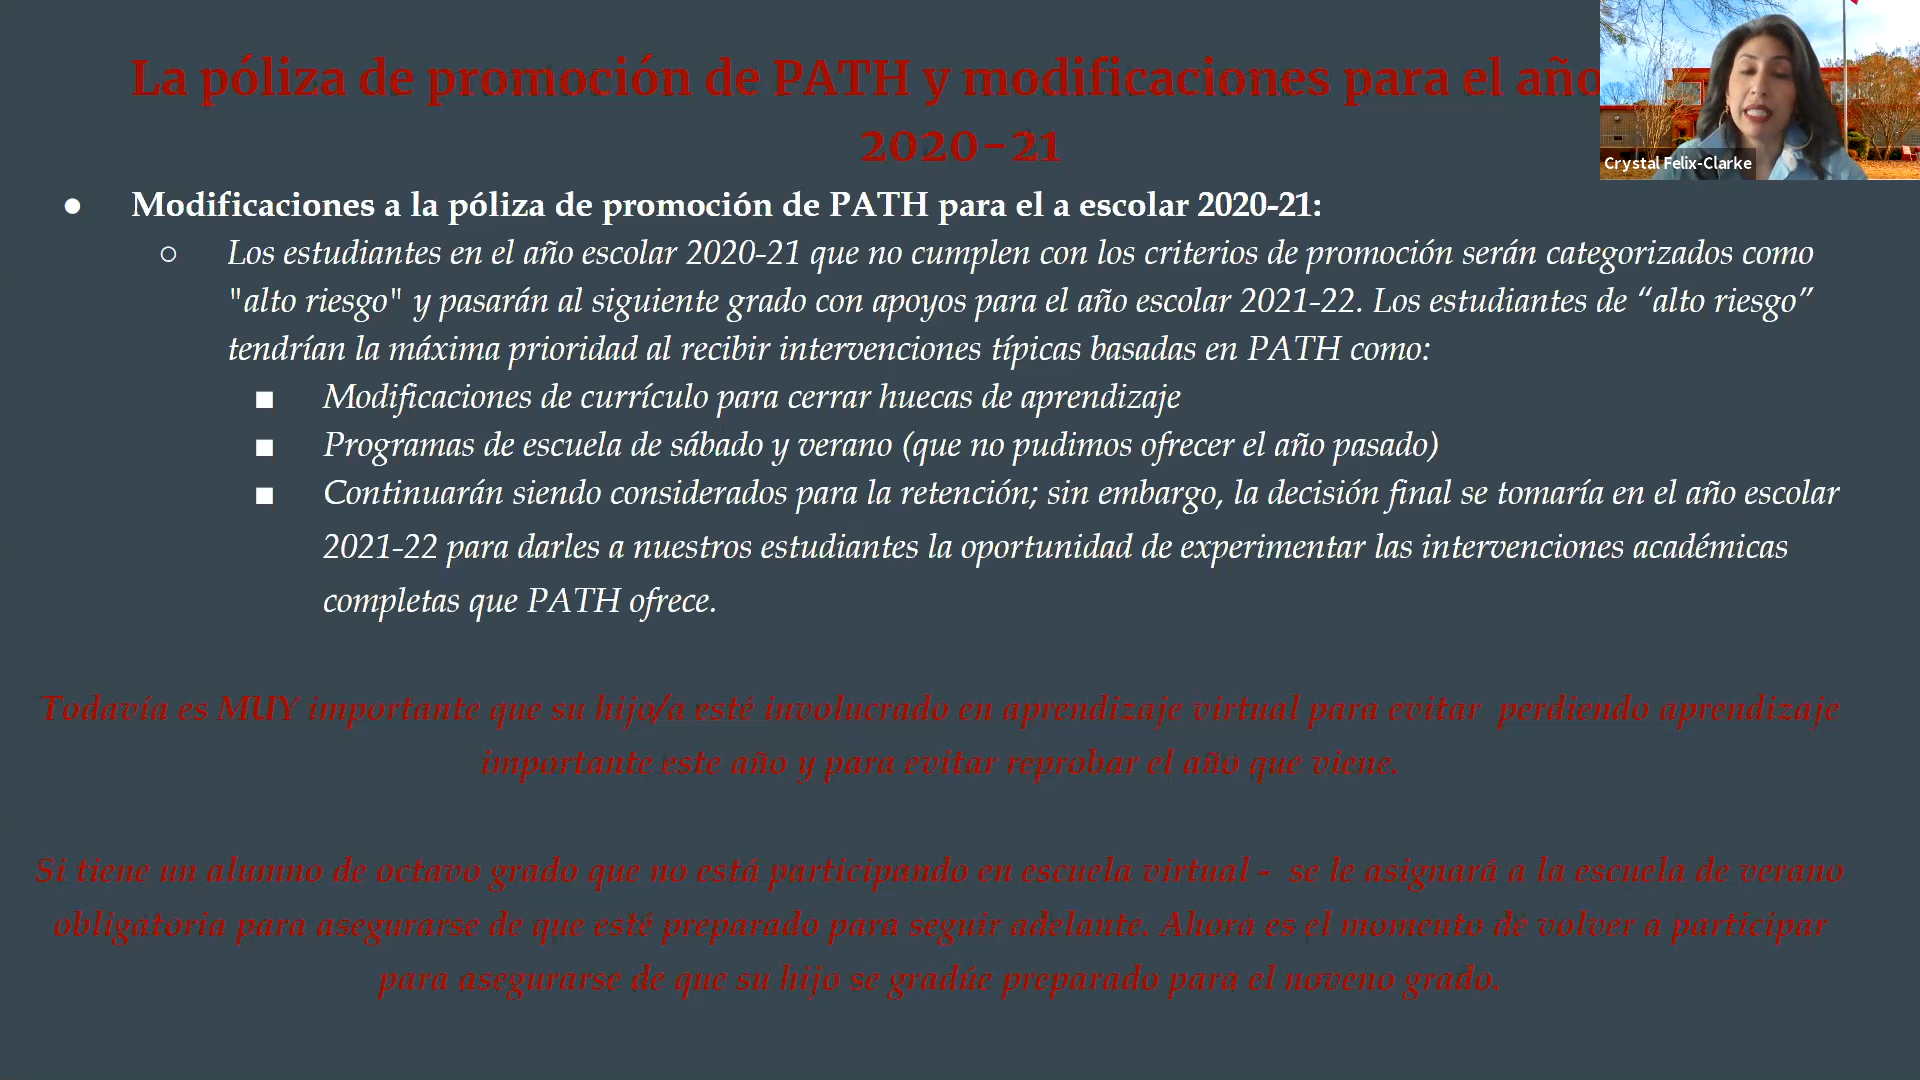 La póliza de promoción de PATH y modificaciones para el año
2020-21
Crystal Felix-Clarke
● Modificaciones a la póliza de promoción de PATH para el a escolar 2020-21:
○ Los estudiantes en el año escolar 2020-21 que no cumplen con los criterios de promoción serán categorizados como
"alto riesgo" y pasarán al siguiente grado con apoyos para el año escolar 2021-22. Los estudiantes de “alto riesgo”
tendrían la máxima prioridad al recibir intervenciones típicas basadas en PATH como:
■ Modificaciones de currículo para cerrar huecas de aprendizaje
■ Programas de escuela de sábado y verano (que no pudimos ofrecer el año pasado)
■ Continuarán siendo considerados para la retención; sin embargo, la decisión final se tomaría en el año escolar
2021-22 para darles a nuestros estudiantes la oportunidad de experimentar las intervenciones académicas
completas que PATH ofrece.
Todavía es MUY importante que su hijo/a esté involucrado en aprendizaje virtual para evitar perdiendo aprendizaje
importante este año y para evitar reprobar el año que viene.
Si tiene un alumno de octavo grado que no está participando en escuela virtual - se le asignará a la escuela de verano
obligatoria para asegurarse de que esté preparado para seguir adelante. Ahora es el momento de volver a participar
para asegurarse de que su hijo se gradúe preparado para el noveno grado.